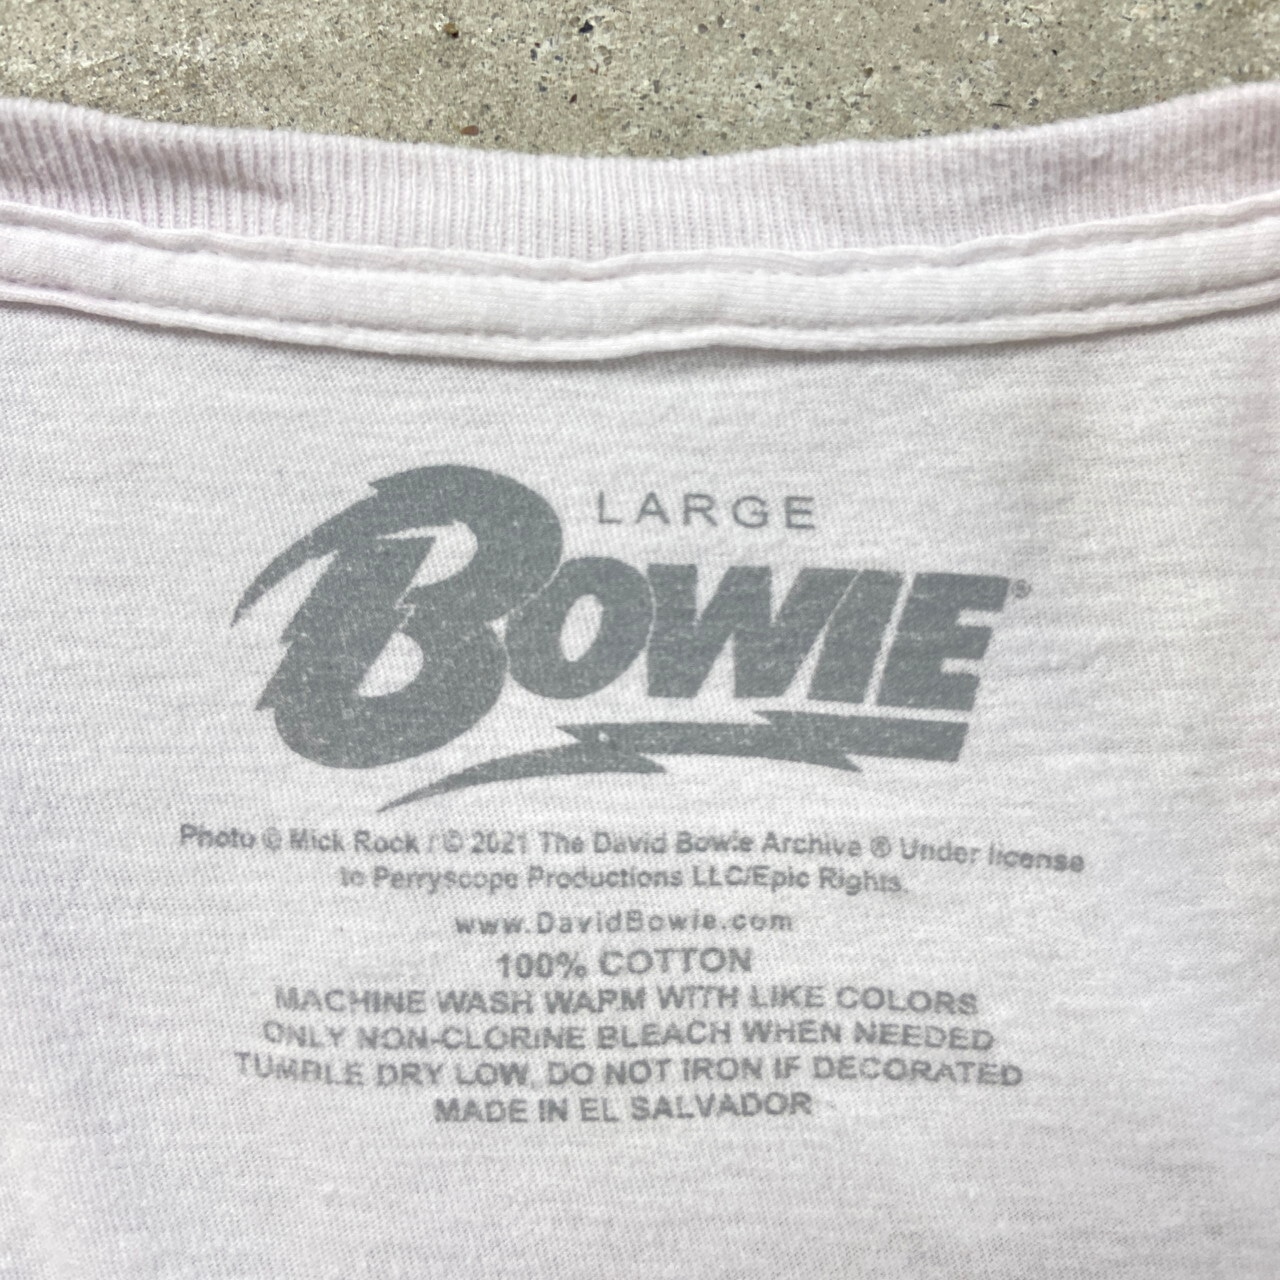 LARGE
BOWIE®
Photo © Mick Rock / © 2021 The David Bowie Archive ® Under license
to Perryscope Productions LLC/Epic Rights.
www.DavidBowie.com
100% COTTON
MACHINE WASH WARM WITH LIKE COLORS
ONLY NON-CLORINE BLEACH WHEN NEEDED
TUMBLE DRY LOW, DO NOT IRON IF DECORATED
MADE IN EL SALVADOR